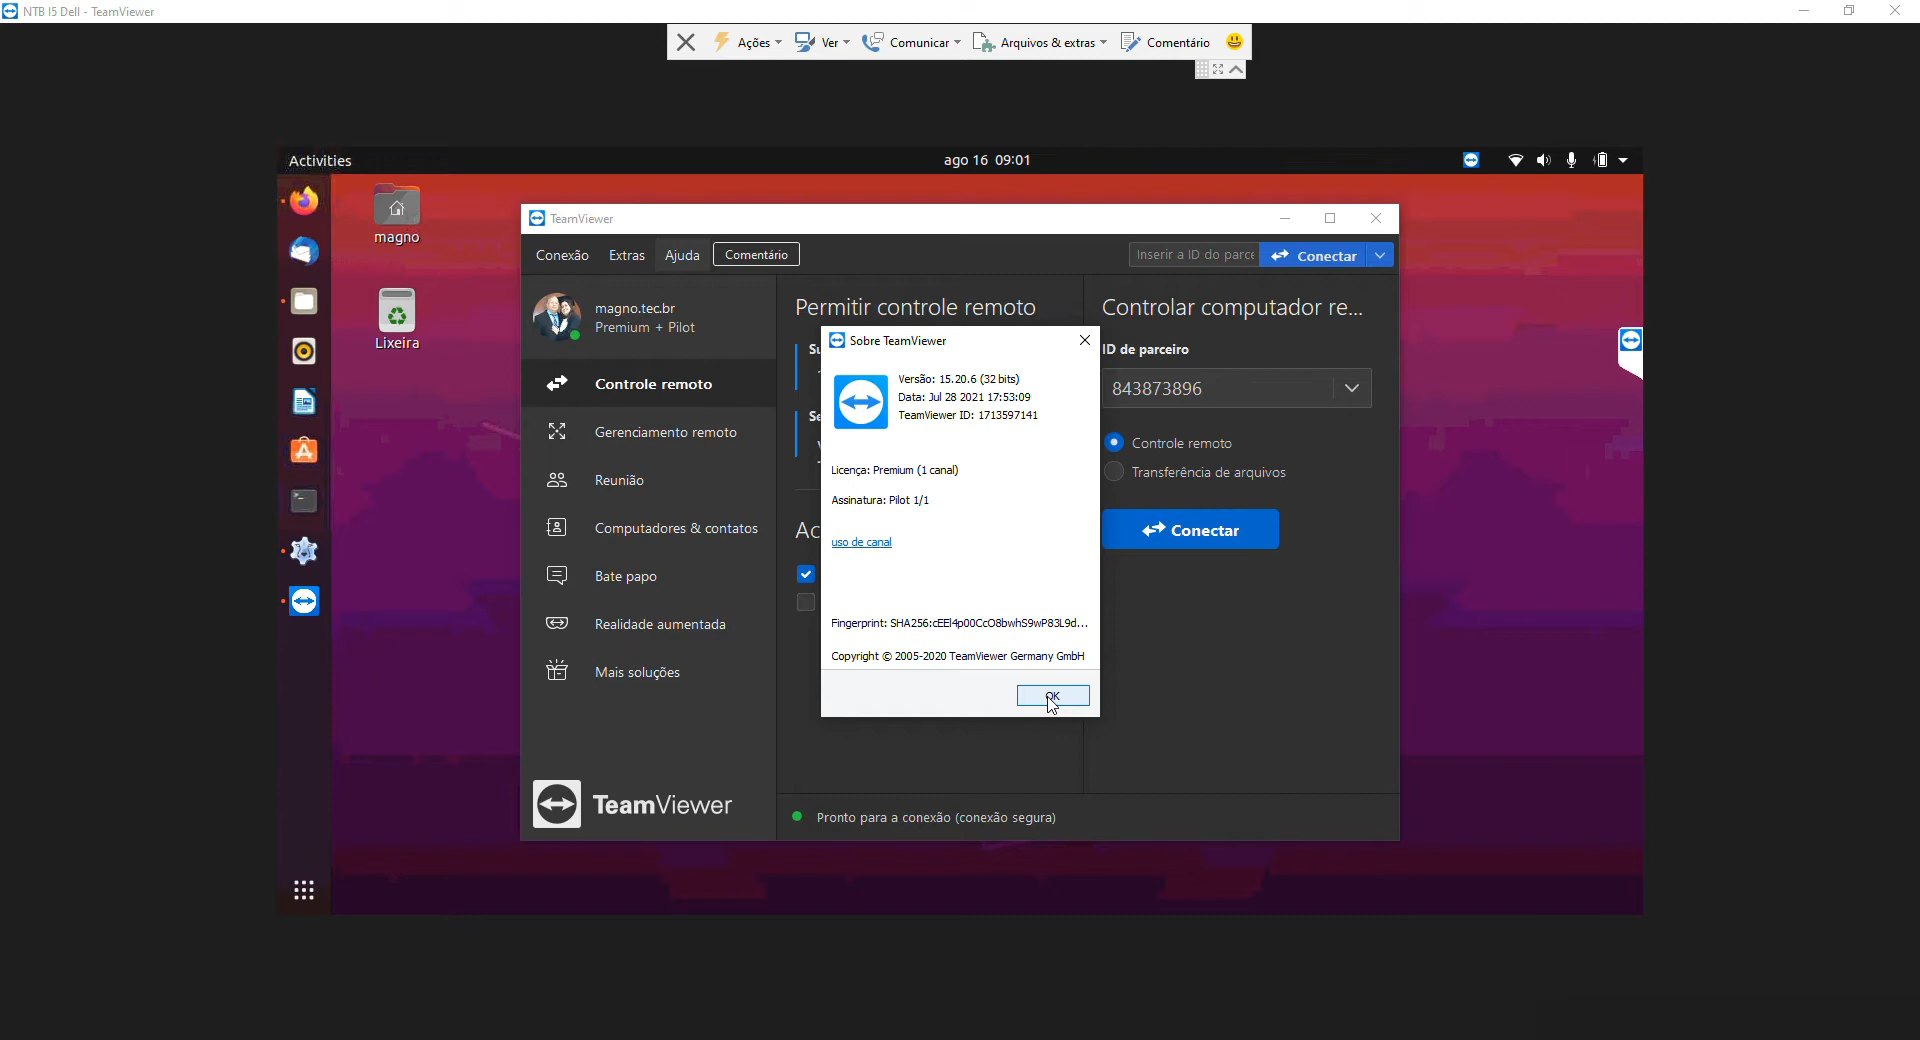 NTB I5 Dell - TeamViewer
Ações
Ver
Comunicar
Arquivos & extras
Comentário
Activities
ago 16 09:01
magno
Lixeira
TeamViewer
Conexão
Extras
Ajuda
Comentário
Inserir a ID do parce
Conectar
magno.tec.br
Premium + Pilot
Controle remoto
Gerenciamento remoto
Reunião
Computadores & contatos
Bate papo
Realidade aumentada
Mais soluções
TeamViewer
Permitir controle remoto
Sobre TeamViewer
Versão: 15.20.6 (32 bits)
Data: Jul 28 2021 17:53:09
TeamViewer ID: 1713597141
Licença: Premium (1 canal)
Assinatura: Pilot 1/1
uso de canal
Fingerprint: SHA256:cEEl4p00CcO8bwhS9wP83L9d...
Copyright © 2005-2020 TeamViewer Germany GmbH
OK
Controlar computador re...
ID de parceiro
843873896
Controle remoto
Transferência de arquivos
Conectar
Pronto para a conexão (conexão segura)